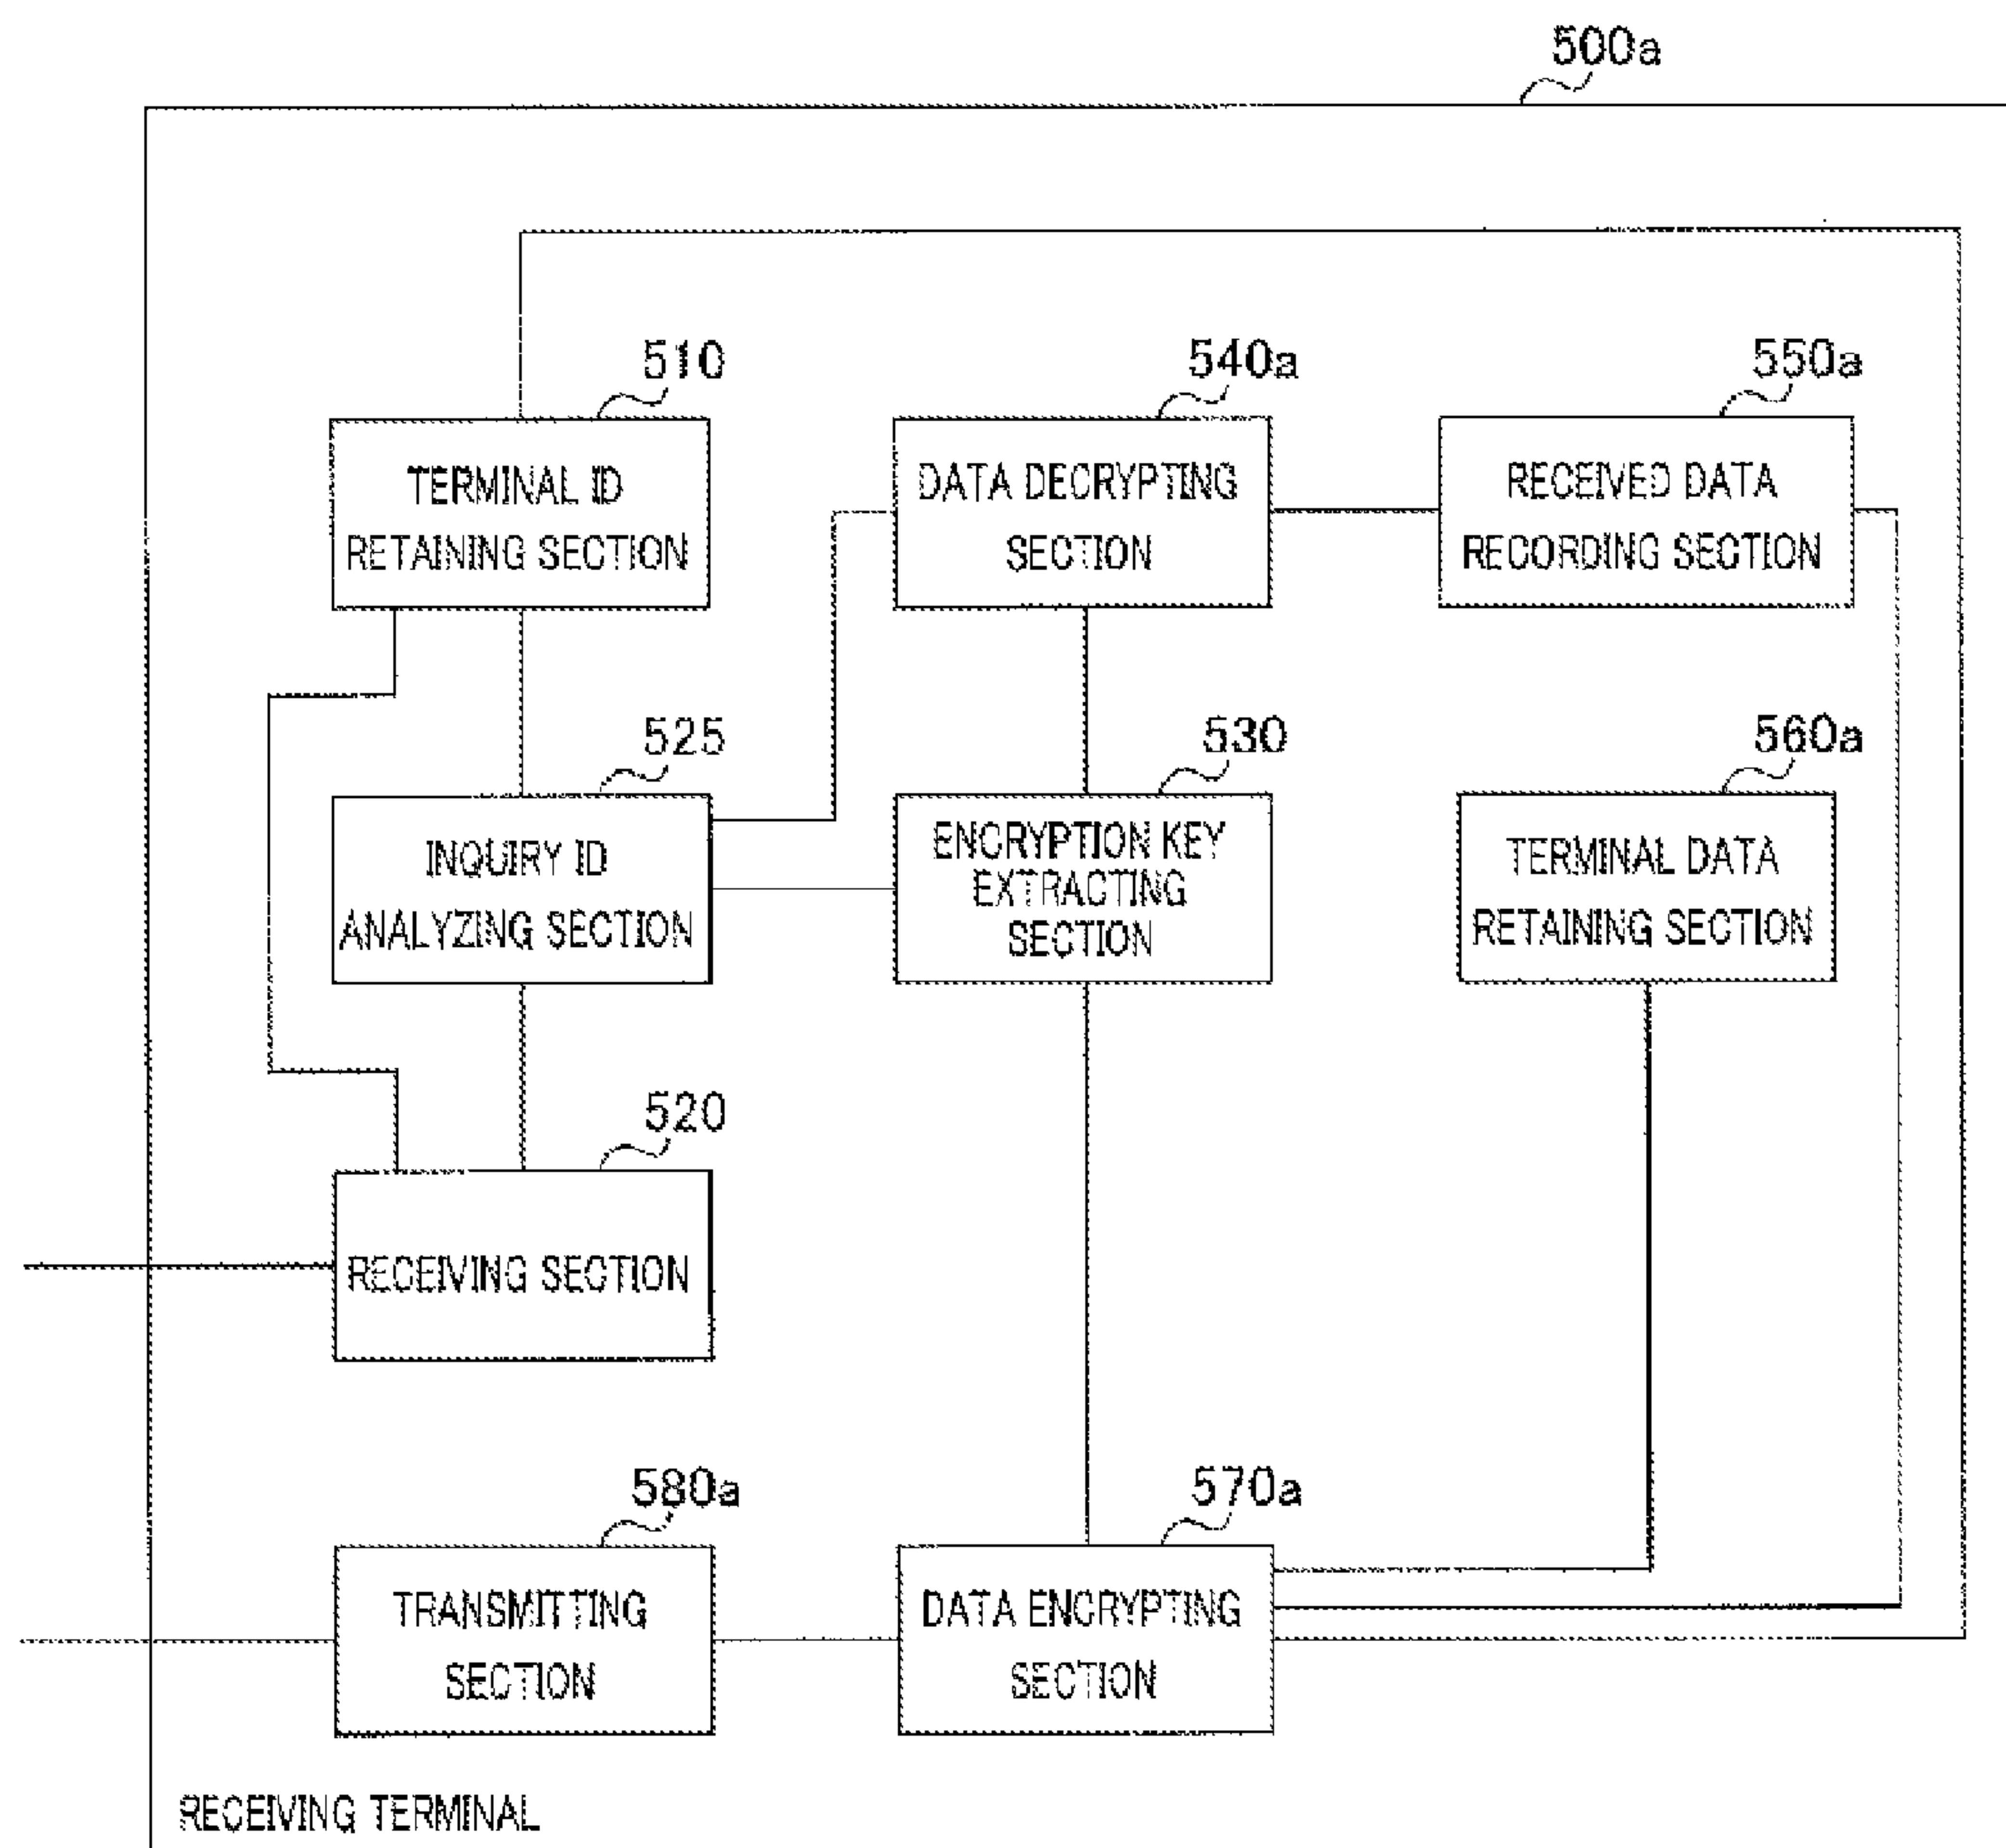 500a
510
TERMINAL ID
RETAINING SECTION
540a
DATA DECRYPTING
SECTION
550a
RECEIVED DATA
RECORDING SECTION
525
INQUIRY ID
ANALYZING SECTION
530
ENCRYPTION KEY
EXTRACTING
SECTION
560a
TERMINAL DATA
RETAINING SECTION
520
RECEIVING SECTION
580a
TRANSMITTING
SECTION
570a
DATA ENCRYPTING
SECTION
RECEIVING TERMINAL